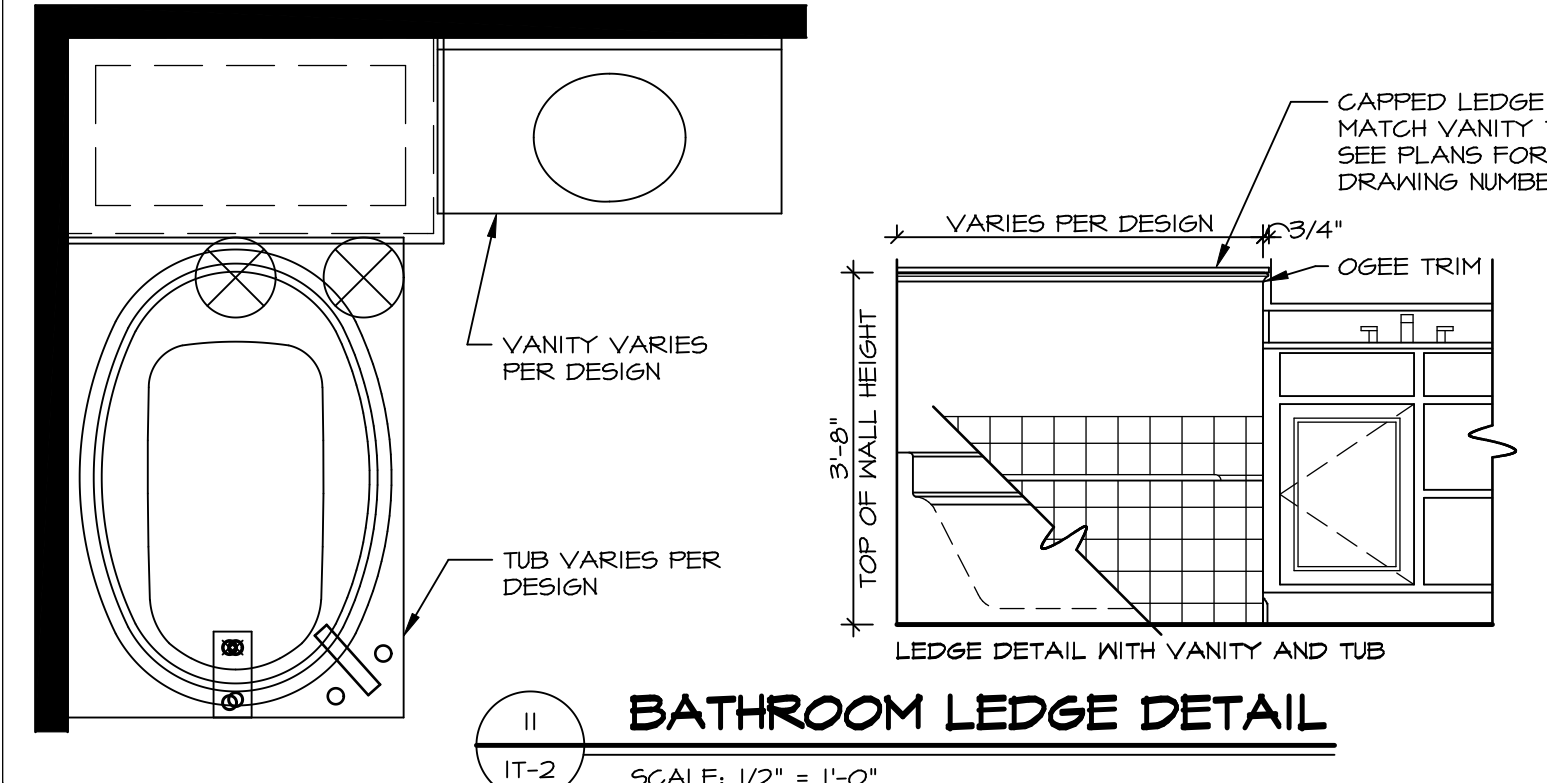 CAPPED LEDGE
MATCH VANITY
SEE PLANS FOR
DRAWING NUMBE
VARIES PER DESIGN
3/4"
OGEE TRIM
VANITY VARIES
PER DESIGN
3'-8"
TOP OF WALL HEIGHT
TUB VARIES PER
DESIGN
LEDGE DETAIL WITH VANITY AND TUB
11
IT-2
BATHROOM LEDGE DETAIL
SCALE: 1/2" = 1'-0"